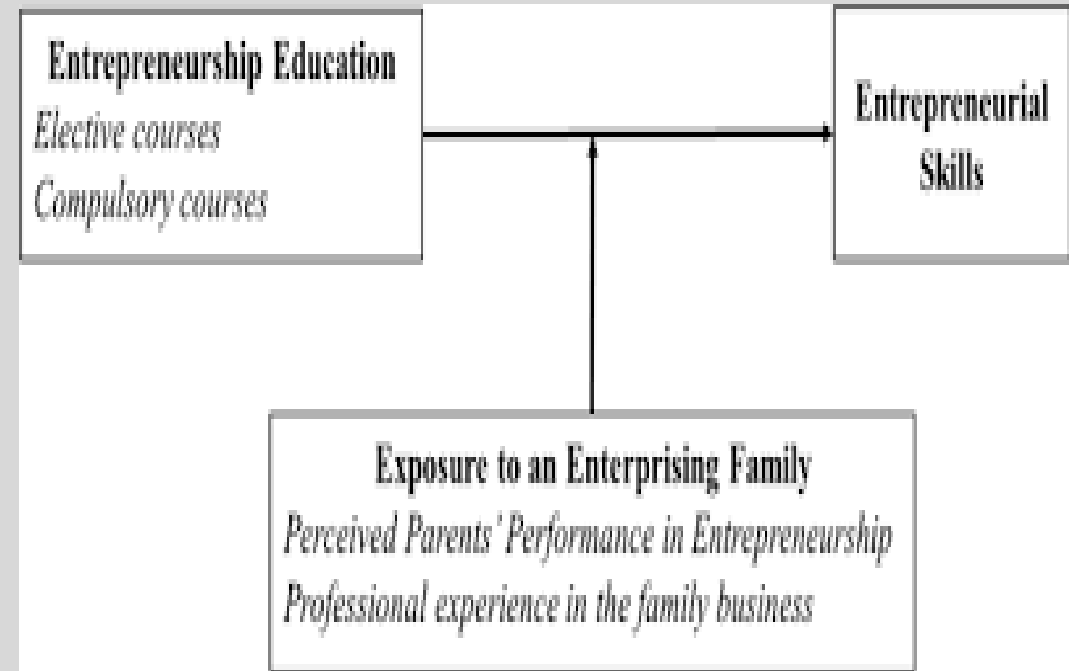 Entrepreneurship Education
Elective courses
Compulsory courses
Entrepreneurial
Skills
Exposure to an Enterprising Family
Perceived Parents' Performance in Entrepreneurship
Professional experience in the family business